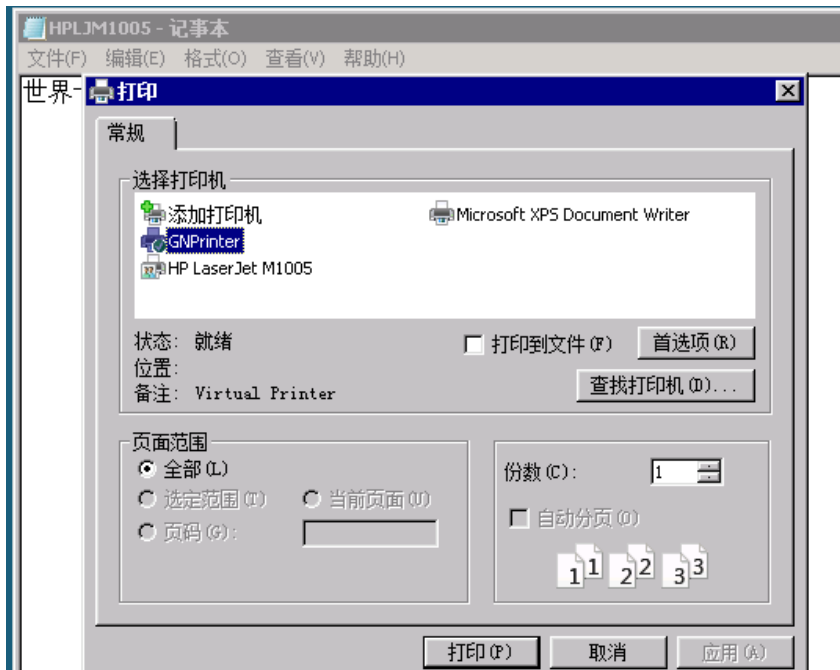 HPLJM1005 - 记事本
文件(F) 编辑(E) 格式(O) 查看(V) 帮助(H)
世界
打印
常规
选择打印机
添加打印机
Microsoft XPS Document Writer
GNPrinter
HP LaserJet M1005
状态: 就绪
打印到文件(F)
首选项(R)
位置:
备注: Virtual Printer
查找打印机(D)...
页面范围
全部(L)
选定范围(T)
当前页面(U)
页码(G):
份数(C): 1
自动分页(O)
1 1 2 2 3 3
打印(P)
取消
应用(A)